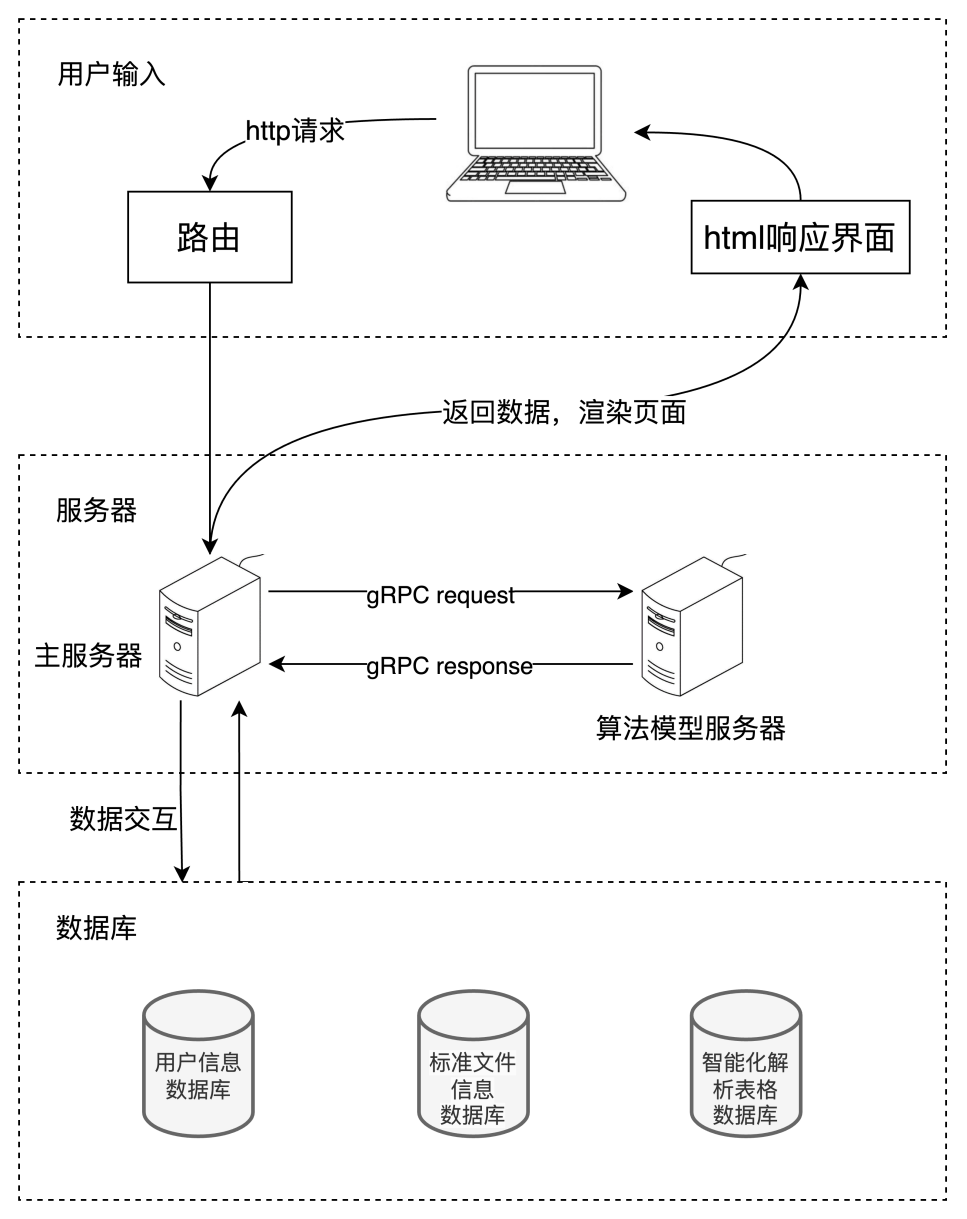 用户输入
http请求
路由
html响应界面
返回数据，渲染页面
服务器
gRPC request
主服务器
gRPC response
算法模型服务器
数据交互
数据库
用户信息
数据库
标准文件
信息
数据库
智能化解
析表格
数据库